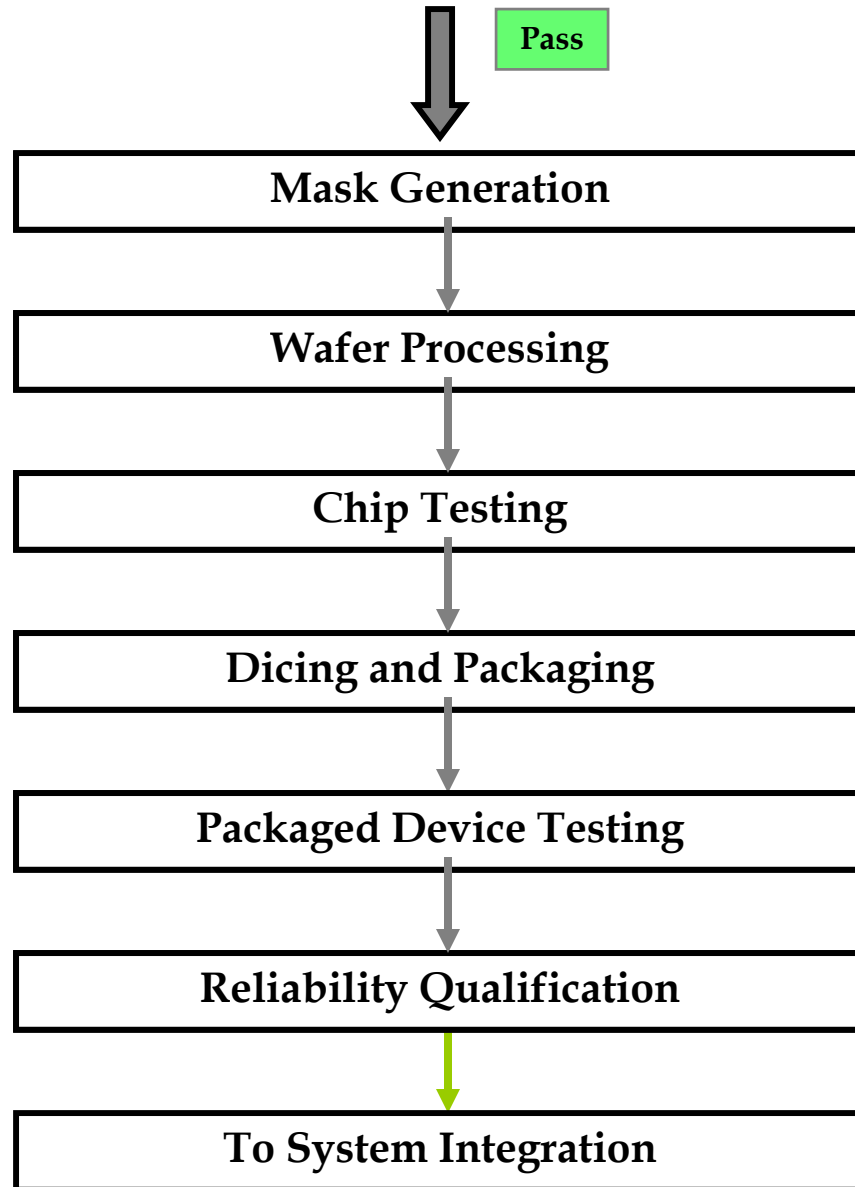 Pass
Mask Generation
Wafer Processing
Chip Testing
Dicing and Packaging
Packaged Device Testing
Reliability Qualification
To System Integration